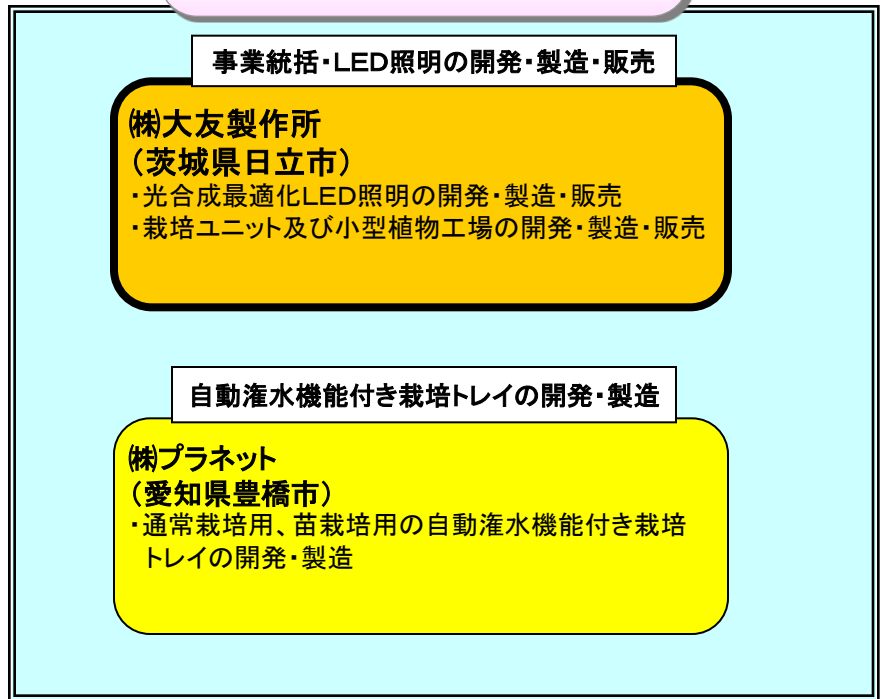 事業統括・LED照明の開発・製造・販売
㈱大友製作所
（茨城県日立市）
・光合成最適化LED照明の開発・製造・販売
・栽培ユニット及び小型植物工場の開発・製造・販売
自動潅水機能付き栽培トレイの開発・製造
㈱プラネット
（愛知県豊橋市）
・通常栽培用、苗栽培用の自動潅水機能付き栽培
トレイの開発・製造